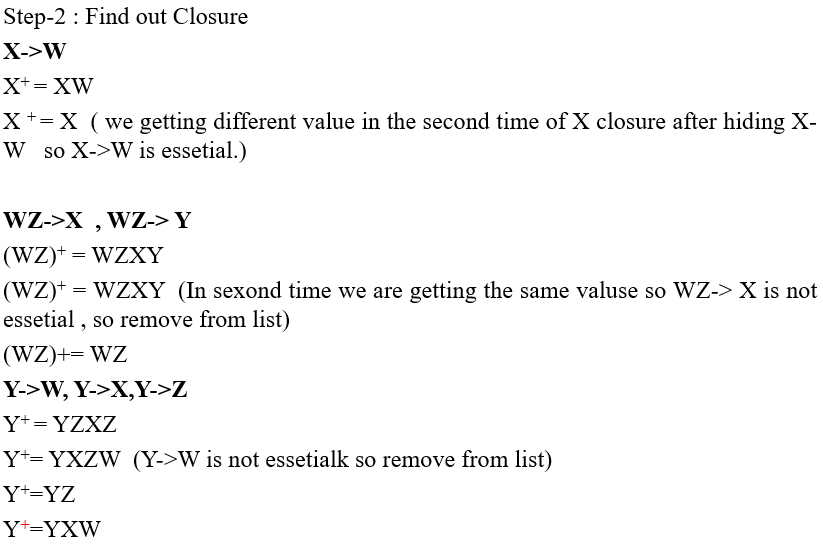 Step-2 : Find out Closure
X->W
X+ = XW
X + = X ( we getting different value in the second time of X closure after hiding X-
W so X->W is essetial.)
WZ->X , WZ-> Y
(WZ)+ = WZXY
(WZ)+ = WZXY (In sexond time we are getting the same valuse so WZ-> X is not
essetial , so remove from list)
(WZ)+= WZ
Y->W, Y->X,Y->Z
Y+ = YZXZ
Y+= YXZW (Y->W is not essetialk so remove from list)
Y+=YZ
Y+=YXW